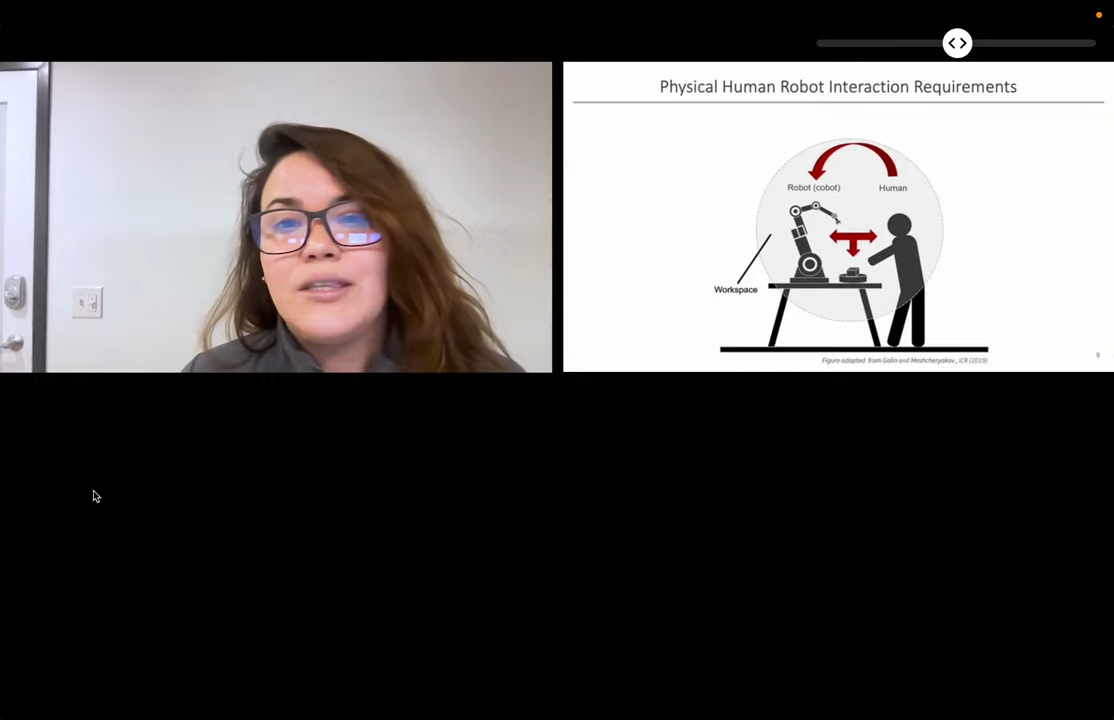 Physical Human Robot Interaction Requirements
Robot (cobot)
Human
Workspace
Figure adapted from Galin and Meshcheryakov, ICR (2019)
9